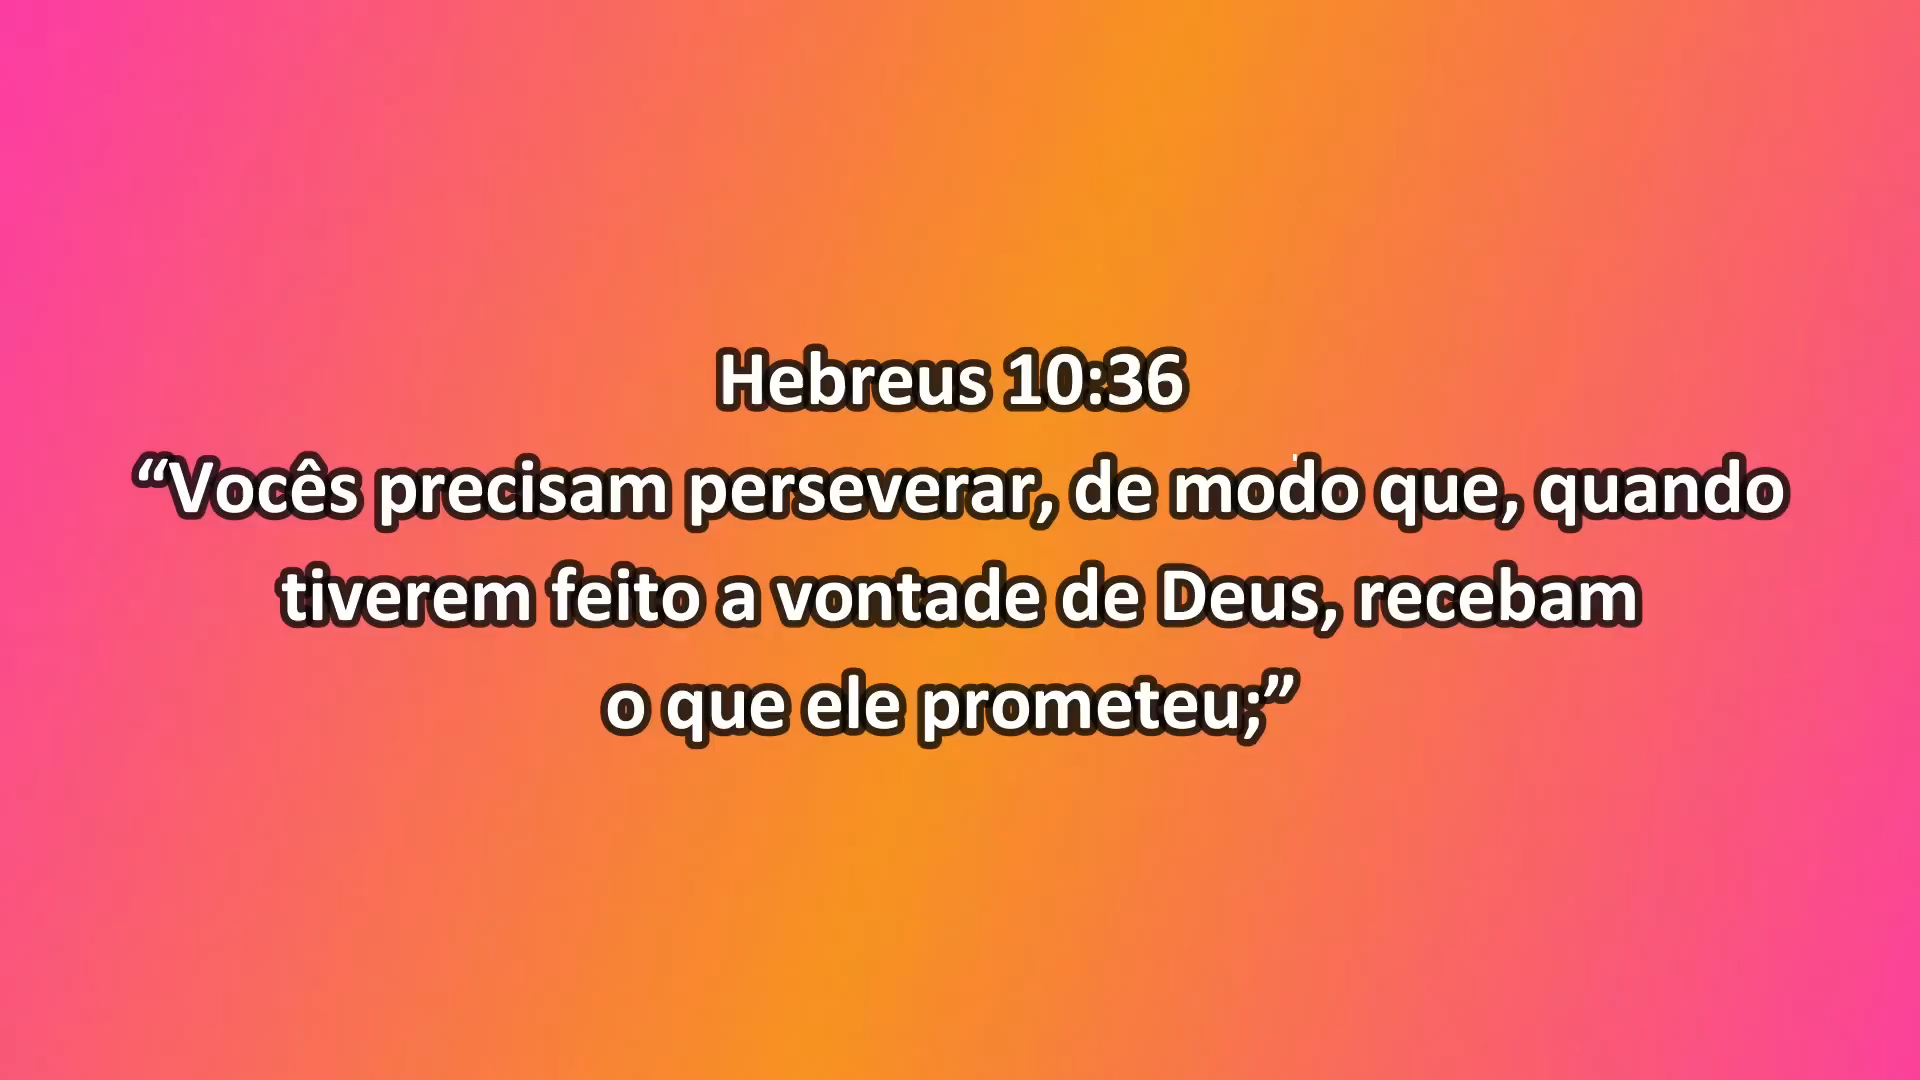 Hebreus 10:36
“Vocês precisam perseverar, de modo que, quando
tiverem feito a vontade de Deus, recebam
o que ele prometeu;”